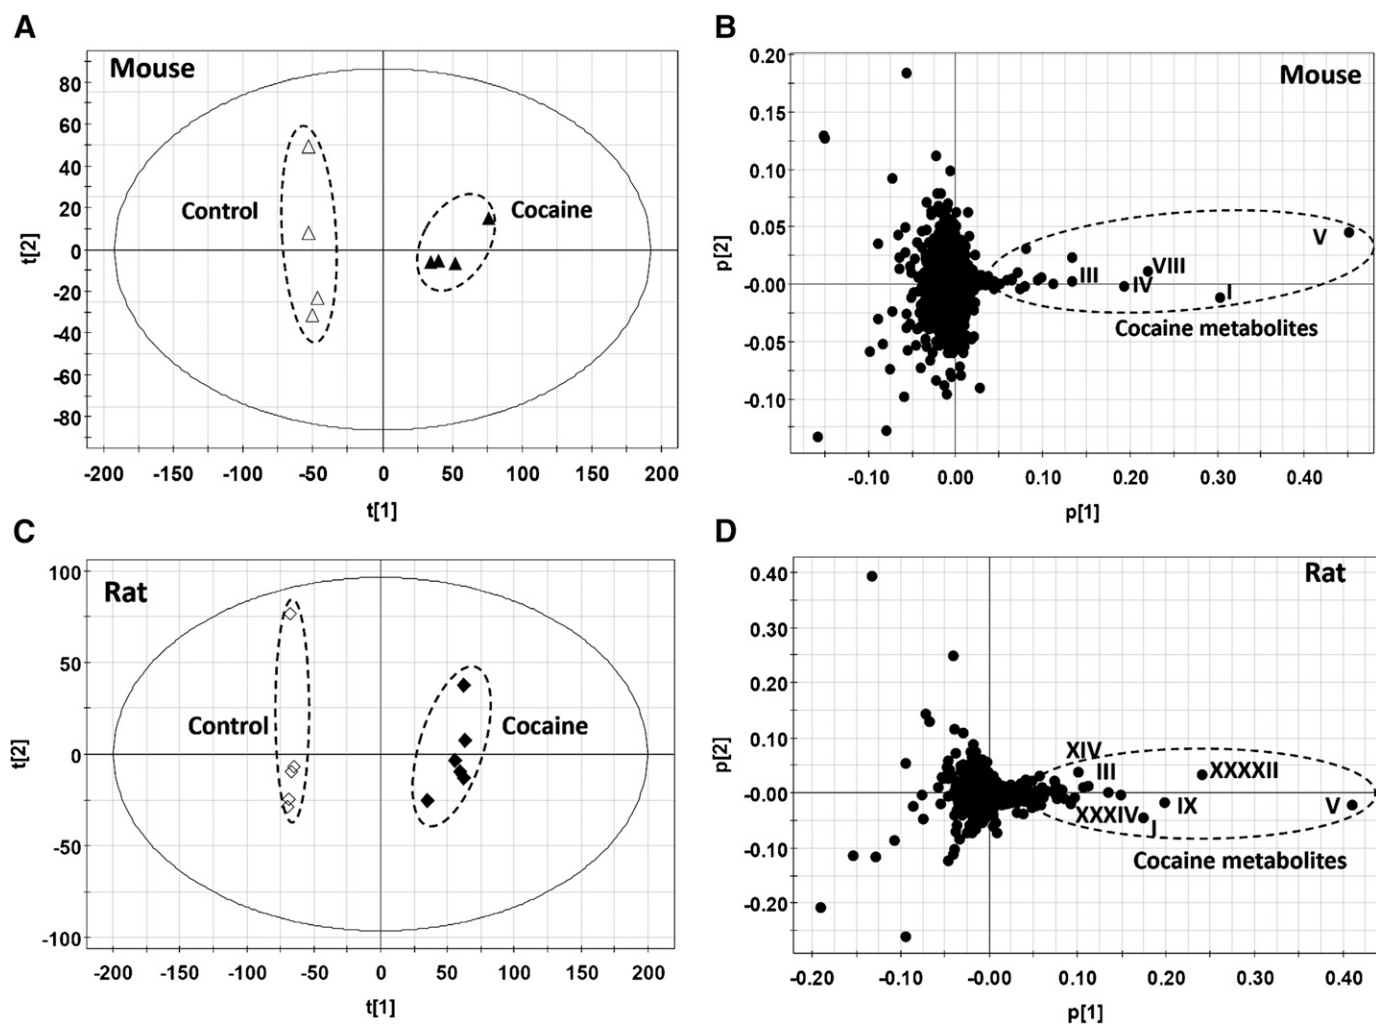 A
Mouse
80
60
40
20
0
-20
-40
-60
-80
t[2]
Control
Cocaine
-200 -150 -100 -50 0 50 100 150 200
t[1]
B
Mouse
0.20
0.15
0.10
0.05
-0.00
-0.05
-0.10
p[2]
V
VIII
III
IV
I
Cocaine metabolites
-0.10 0.00 0.10 0.20 0.30 0.40
p[1]
C
Rat
100
50
0
-50
-100
t[2]
Control
Cocaine
-200 -150 -100 -50 0 50 100 150 200
t[1]
D
Rat
0.40
0.30
0.20
0.10
-0.00
-0.10
-0.20
p[2]
XIV
III
XXXXII
XXXIV
IX
V
I
Cocaine metabolites
-0.20 -0.10 -0.00 0.10 0.20 0.30 0.40
p[1]